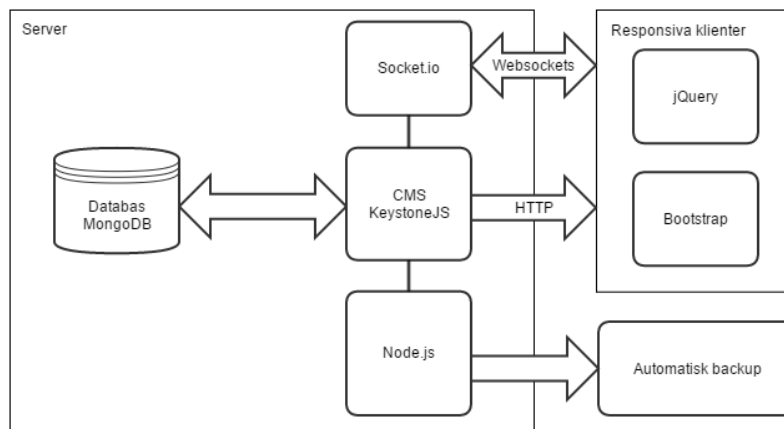 Server
Responsiva klienter
Socket.io
Websockets
jQuery
Databas
MongoDB
CMS
KeystoneJS
HTTP
Bootstrap
Node.js
Automatisk backup